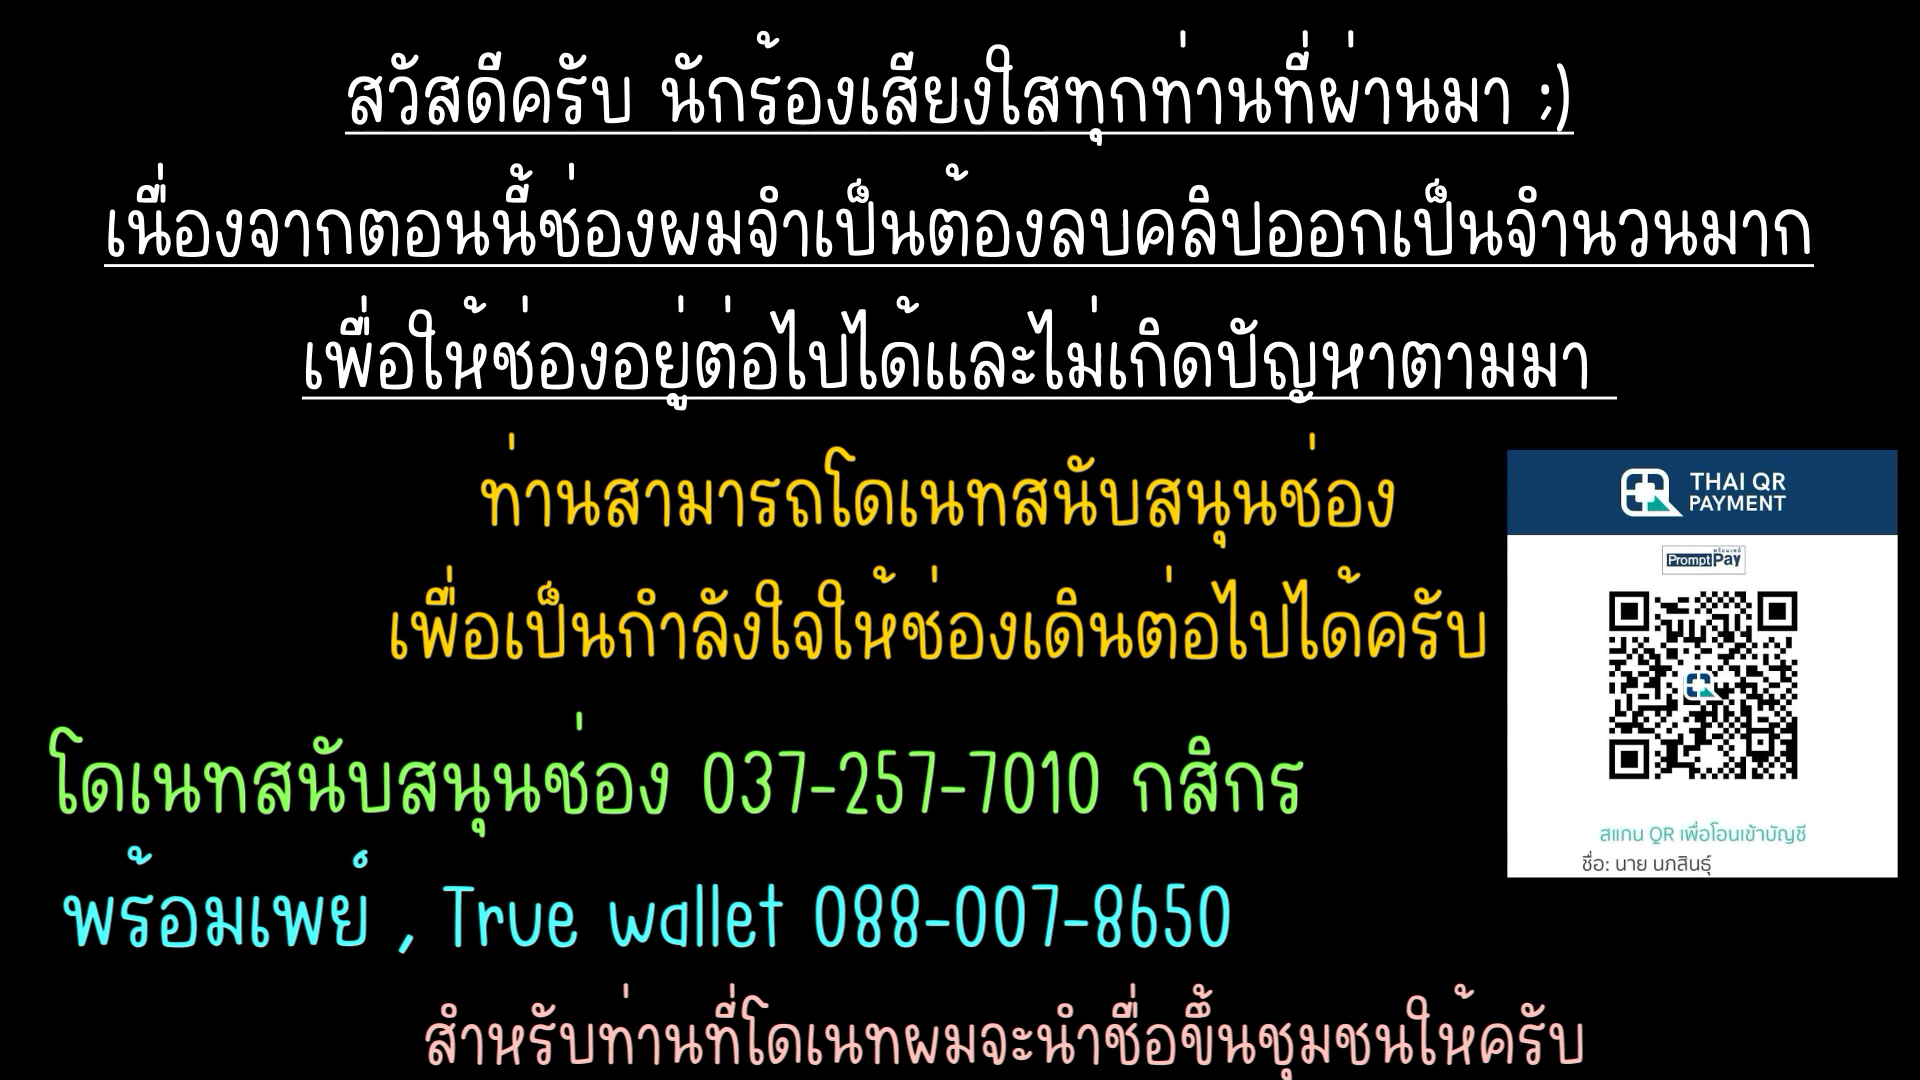 สวัสดีครับ นักร้องเสียงใสทุกท่านที่ผ่านมา ;)
เนื่องจากตอนนี้ช่องผมจำเป็นต้องลบคลิปออกเป็นจำนวนมาก
เพื่อให้ช่องอยู่ต่อไปได้และไม่เกิดปัญหาตามมา
ท่านสามารถโดเนทสนับสนุนช่อง
เพื่อเป็นกำลังใจให้ช่องเดินต่อไปได้ครับ
THAI QR
PAYMENT
พร้อมเพย์
PromptPay
สแกน QR เพื่อโอนเข้าบัญชี
ชื่อ: นาย นภสินธุ์
โดเนทสนับสนุนช่อง 037-257-7010 กสิกร
พร้อมเพย์ , True wallet 088-007-8650
สำหรับท่านที่โดเนทผมจะนำชื่อขึ้นชุมชนให้ครับ